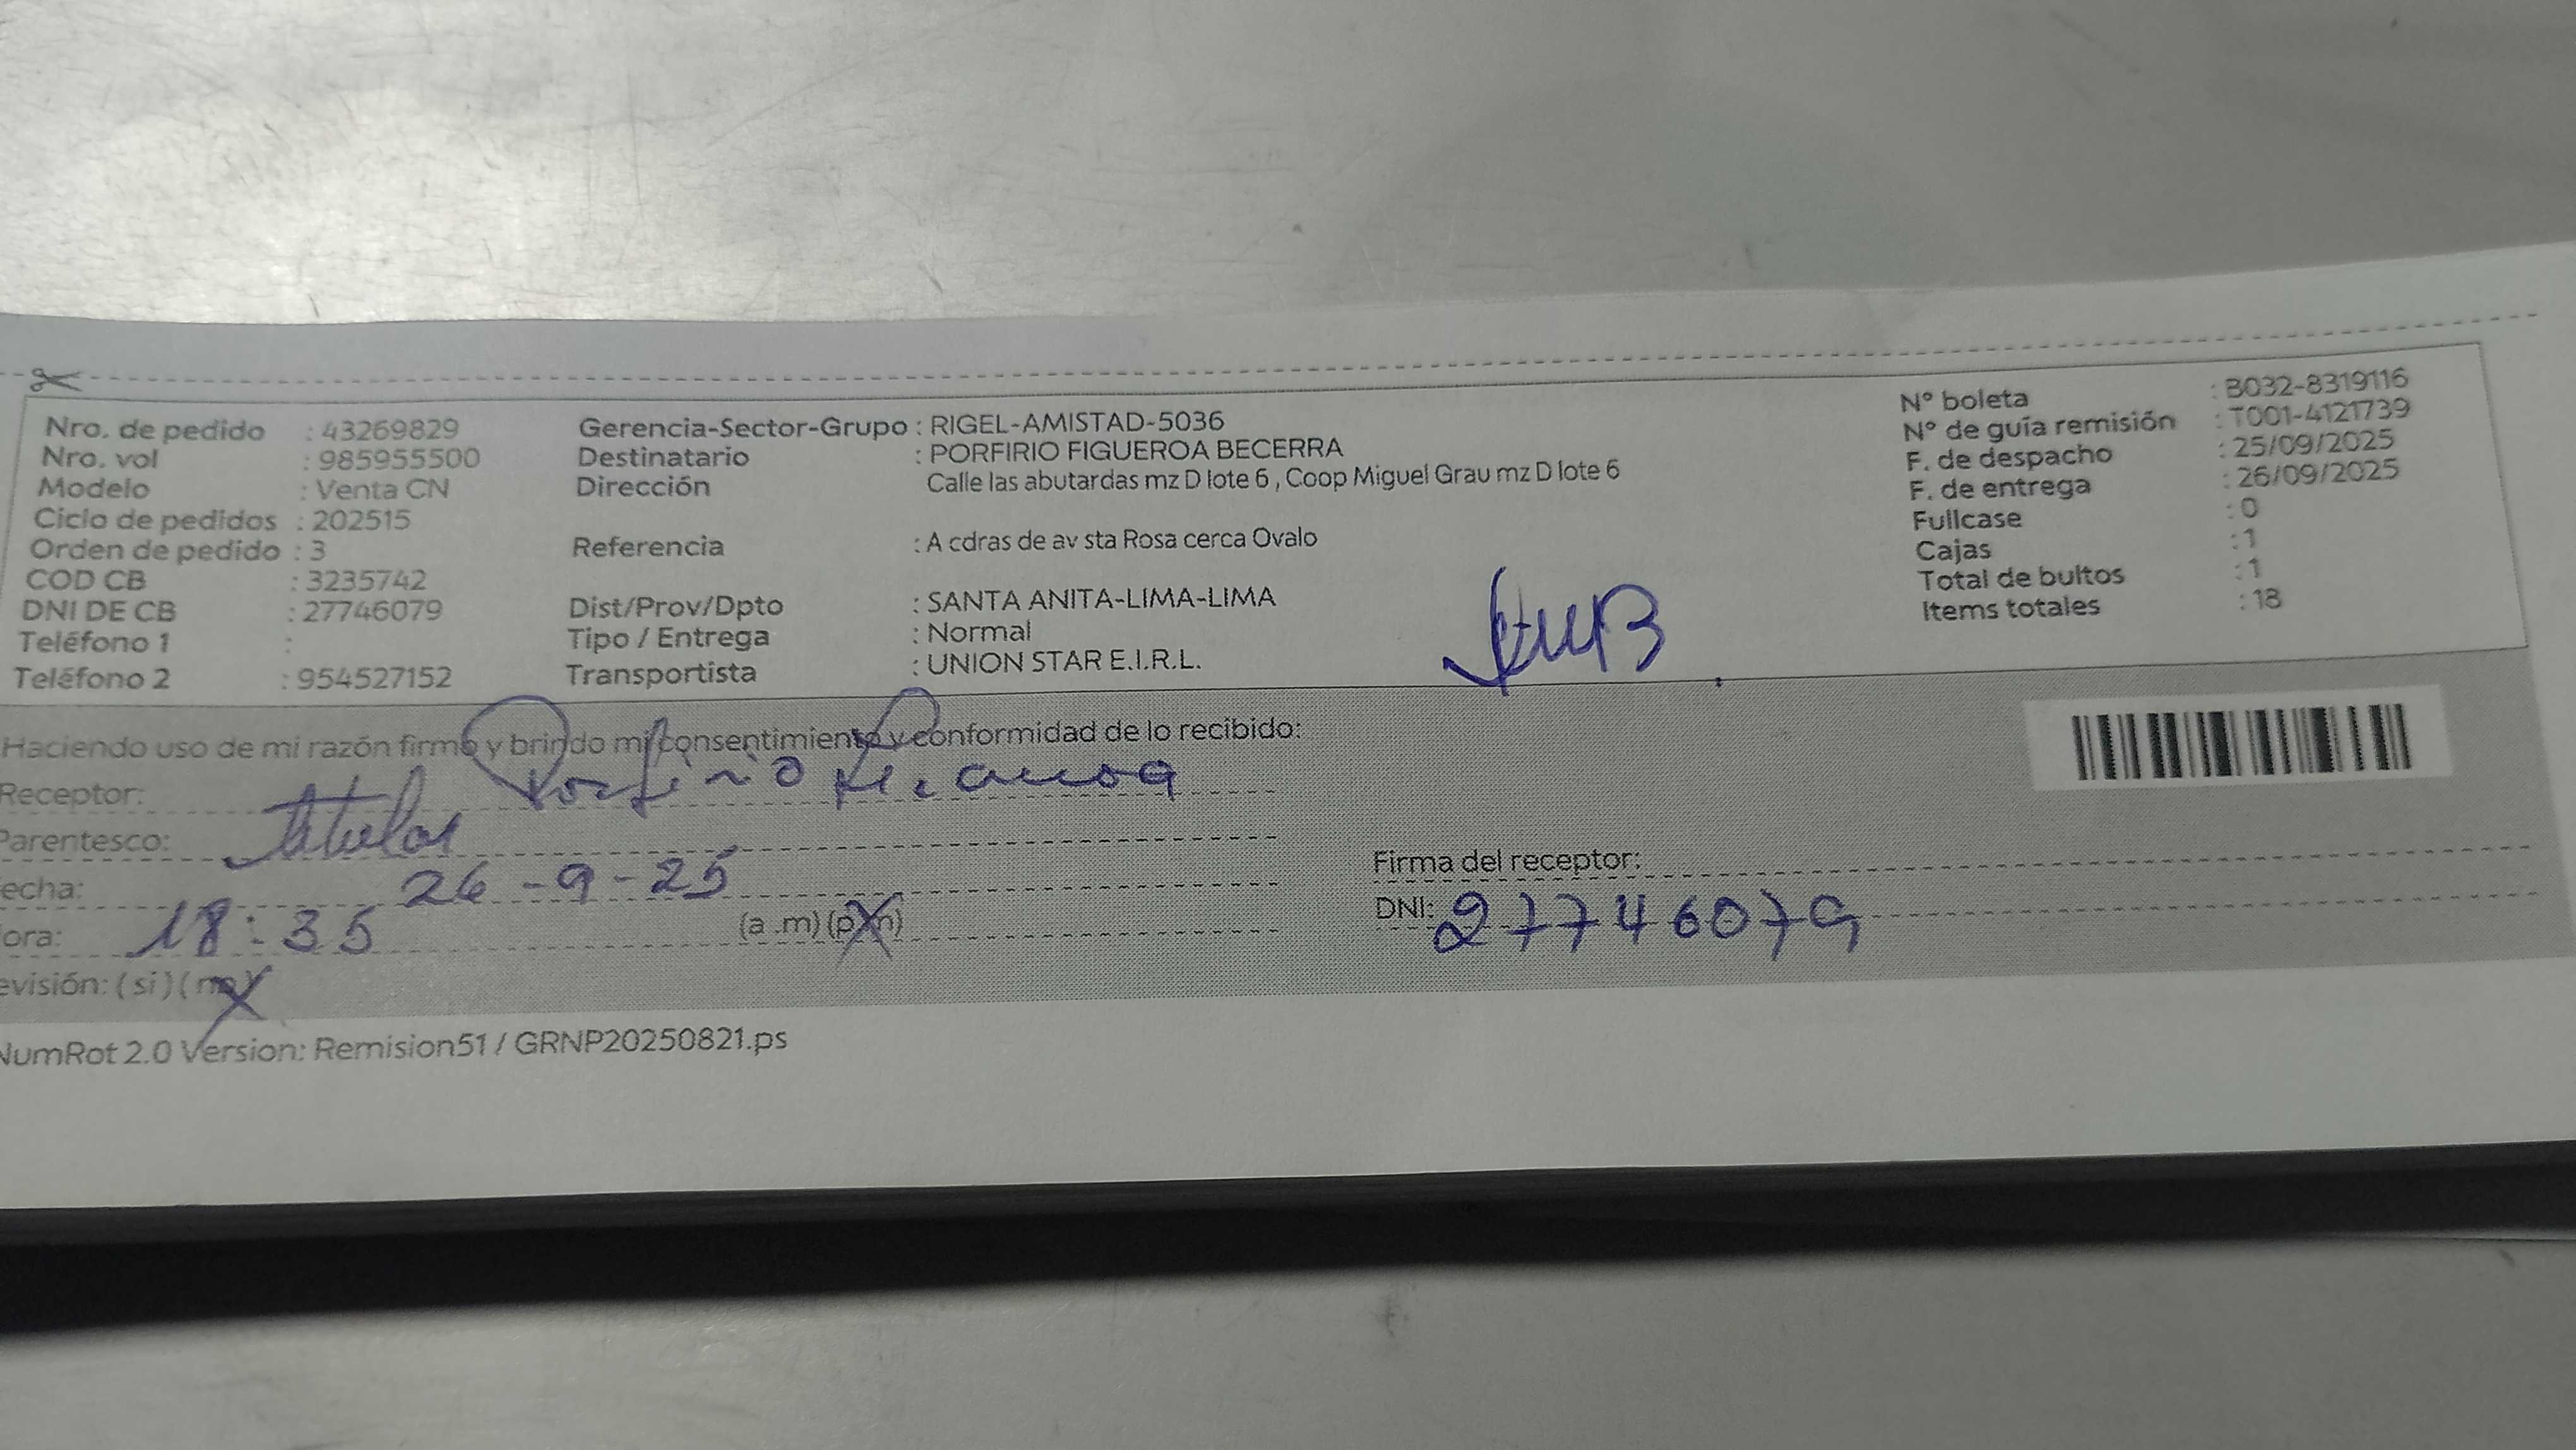 Nro. de pedido : 43269829
Nro. vol : 985955500
Modelo : Venta CN
Ciclo de pedidos : 202515
Orden de pedido : 3
COD CB : 3235742
DNI DE CB : 27746079
Teléfono 1 :
Teléfono 2 : 954527152
Gerencia-Sector-Grupo : RIGEL-AMISTAD-5036
Destinatario : PORFIRIO FIGUEROA BECERRA
Dirección Calle las abutardas mz D lote 6 , Coop Miguel Grau mz D lote 6
Referencia : A cdras de av sta Rosa cerca Ovalo
Dist/Prov/Dpto : SANTA ANITA-LIMA-LIMA
Tipo / Entrega : Normal
Transportista : UNION STAR E.I.R.L.
N° boleta : B032-8319116
N° de guía remisión : T001-4121739
F. de despacho : 25/09/2025
F. de entrega : 26/09/2025
Fullcase : 0
Cajas : 1
Total de bultos : 1
Items totales : 18
Haciendo uso de mi razón firmo y brindo mi consentimiento y conformidad de lo recibido:
Receptor: Porfirio
Parentesco: titular
echa: 26-9-25
ora: 18:35 (a .m) (p.m)
evisión: (si) (no)
Firma del receptor:
DNI: 27746079
NumRot 2.0 Version: Remision51 / GRNP20250821.ps